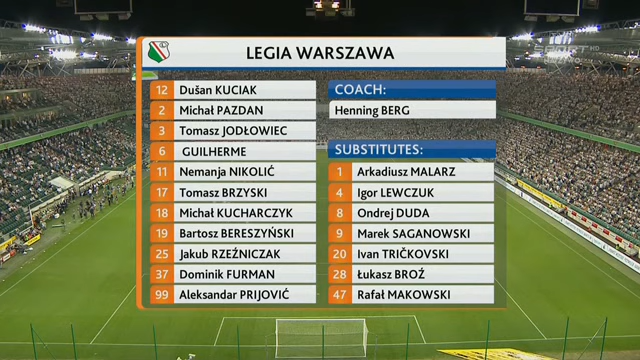 LEGIA WARSZAWA
12 Dušan KUCIAK
2 Michał PAZDAN
3 Tomasz JODŁOWIEC
6 GUILHERME
11 Nemanja NIKOLIĆ
17 Tomasz BRZYSKI
18 Michał KUCHARCZYK
19 Bartosz BERESZYŃSKI
25 Jakub RZEŹNICZAK
37 Dominik FURMAN
99 Aleksandar PRIJOVIĆ
COACH:
Henning BERG
SUBSTITUTES:
1 Arkadiusz MALARZ
4 Igor LEWCZUK
8 Ondrej DUDA
9 Marek SAGANOWSKI
20 Ivan TRIČKOVSKI
28 Łukasz BROŹ
47 Rafał MAKOWSKI